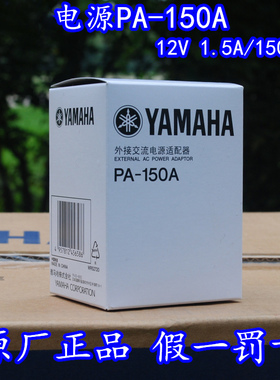 电源PA-150A
12V 1.5A/150
YAMAHA
外接交流电源适配器
EXTERNAL AC POWER ADAPTOR
PA-150A
YAMAHA CORPORATION
原厂正品 假一罚